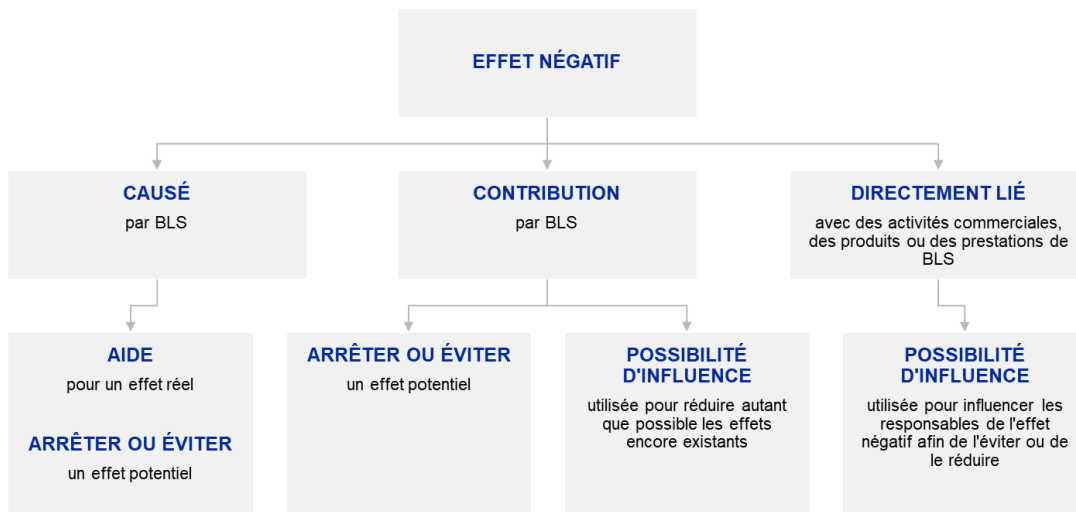 EFFET NÉGATIF
CAUSÉ
par BLS
CONTRIBUTION
par BLS
DIRECTEMENT LIÉ
avec des activités commerciales,
des produits ou des prestations de
BLS
AIDE
pour un effet réel
ARRÊTER OU ÉVITER
un effet potentiel
ARRÊTER OU ÉVITER
un effet potentiel
POSSIBILITÉ
D'INFLUENCE
utilisée pour réduire autant
que possible les effets
encore existants
POSSIBILITÉ
D'INFLUENCE
utilisée pour influencer les
responsables de l'effet
négatif afin de l'éviter ou de
le réduire